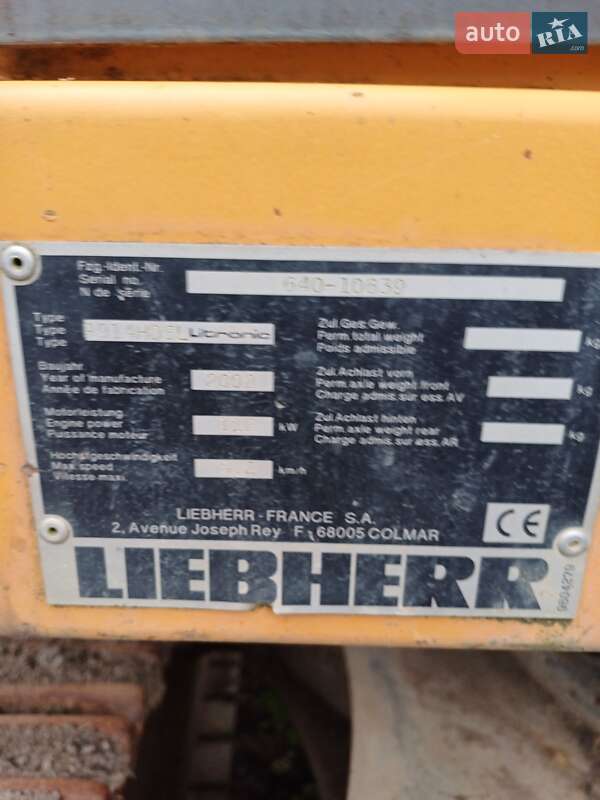 auto RIA .com
Fzg.-Ident.-Nr.
Serial no.
N de série
640-10639
Type
Type
Type
Litronic
Baujahr
Year of manufacture
Année de fabrication
Motorleistung
Engine power
Puissance moteur
kW
Höchstgeschwindigkeit
Max.speed
Vitesse maxi.
km/h
Zul.Ges.Gew.
Perm.total weight
Poids admissible
kg
Zul.Achslast vorn
Perm.axle weight front
Charge admis.sur ess.AV
kg
Zul.Achslast hinten
Perm.axle weight rear
Charge admis.sur ess.AR
kg
LIEBHERR - FRANCE S.A.
2, Avenue Joseph Rey F - 68005 COLMAR
CE
LIEBHERR
9604279